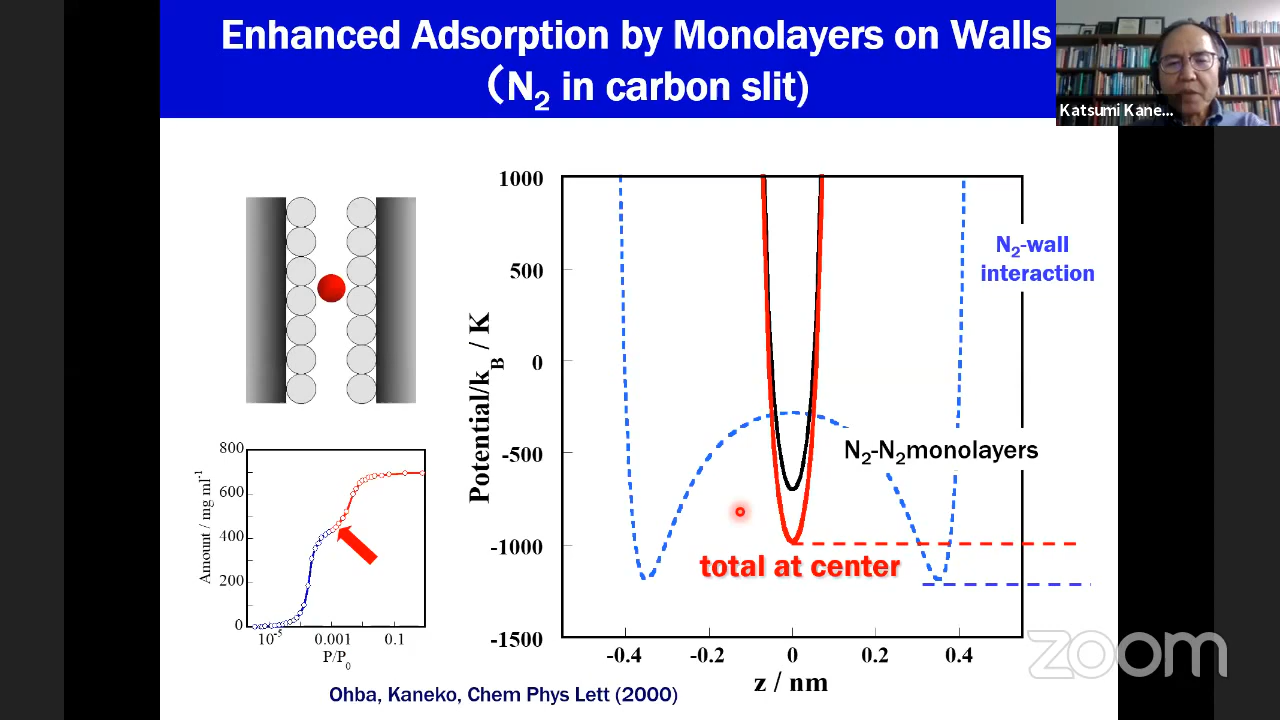 Enhanced Adsorption by Monolayers on Walls
(N2 in carbon slit)
Katsumi Kane...
1000
500
0
-500
-1000
-1500
Potential/kB / K
-0.4
-0.2
0
0.2
0.4
z / nm
N2-wall
interaction
N2-N2monolayers
total at center
800
600
400
200
0
Amount / mg ml-1
10-5
0.001
0.1
P/P0
Ohba, Kaneko, Chem Phys Lett (2000)
zoom